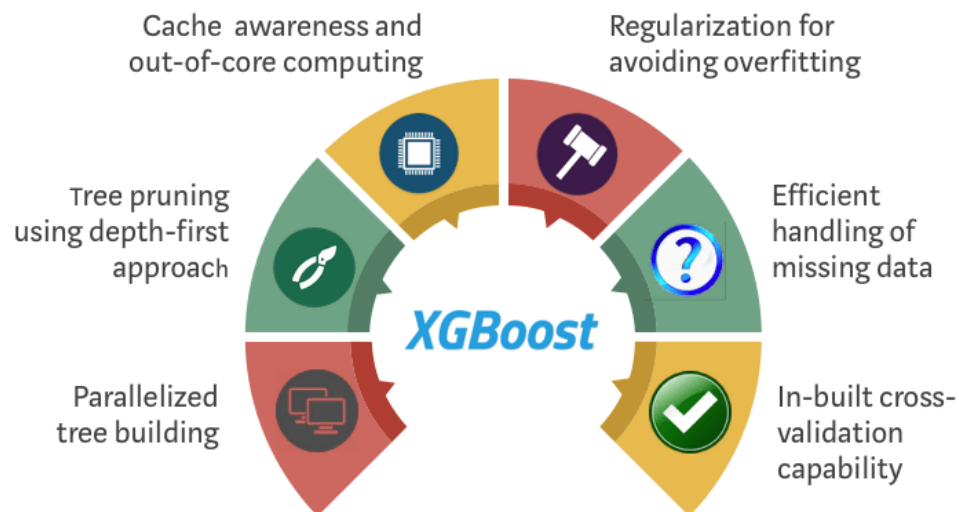 Cache awareness and
out-of-core computing
Regularization for
avoiding overfitting
Tree pruning
using depth-first
approach
Efficient
handling of
missing data
?
XGBoost
Parallelized
tree building
In-built cross-
validation
capability